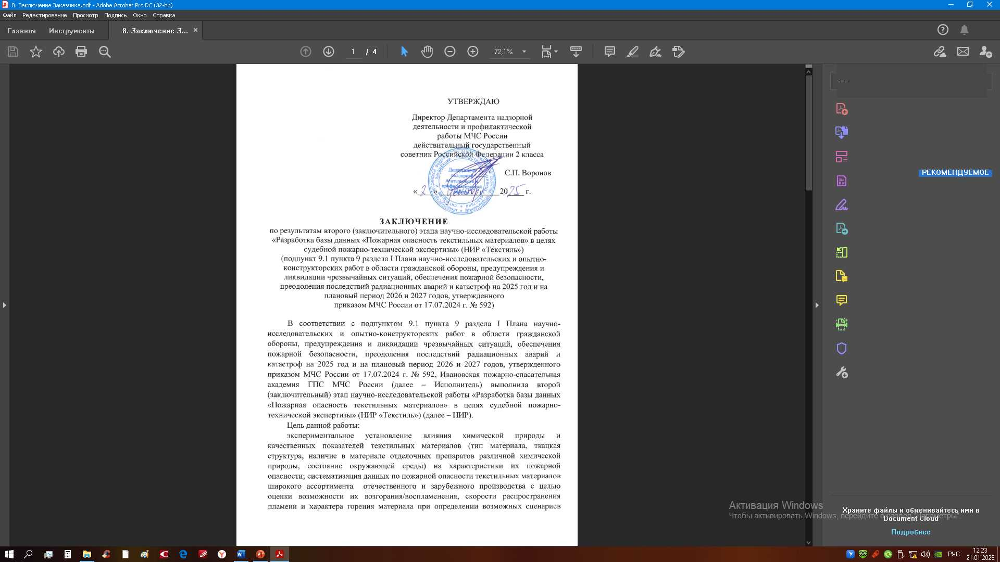 8. Заключение Заказчика.pdf - Adobe Acrobat Pro DC (32-bit)
Файл Редактирование Просмотр Подпись Окно Справка
Главная Инструменты 8. Заключение З...
1 / 4 72,1%
УТВЕРЖДАЮ
Директор Департамента надзорной
деятельности и профилактической
работы МЧС России
действительный государственный
советник Российской Федерации 2 класса
С.П. Воронов
Департамент
надзорной
деятельности и
профилактической
работы
«2» декабря 2025 г.
ЗАКЛЮЧЕНИЕ
по результатам второго (заключительного) этапа научно-исследовательской работы
«Разработка базы данных «Пожарная опасность текстильных материалов» в целях
судебной пожарно-технической экспертизы» (НИР «Текстиль»)
(подпункт 9.1 пункта 9 раздела I Плана научно-исследовательских и опытно-
конструкторских работ в области гражданской обороны, предупреждения и
ликвидации чрезвычайных ситуаций, обеспечения пожарной безопасности,
преодоления последствий радиационных аварий и катастроф на 2025 год и на
плановый период 2026 и 2027 годов, утвержденного
приказом МЧС России от 17.07.2024 г. № 592)
В соответствии с подпунктом 9.1 пункта 9 раздела I Плана научно-
исследовательских и опытно-конструкторских работ в области гражданской
обороны, предупреждения и ликвидации чрезвычайных ситуаций, обеспечения
пожарной безопасности, преодоления последствий радиационных аварий и
катастроф на 2025 год и на плановый период 2026 и 2027 годов, утвержденного
приказом МЧС России от 17.07.2024 г. № 592, Ивановская пожарно-спасательная
академия ГПС МЧС России (далее – Исполнитель) выполнила второй
(заключительный) этап научно-исследовательской работы «Разработка базы данных
«Пожарная опасность текстильных материалов» в целях судебной пожарно-
технической экспертизы» (НИР «Текстиль») (далее – НИР).
Цель данной работы:
экспериментальное установление влияния химической природы и
качественных показателей текстильных материалов (тип материала, ткацкая
структура, наличие в материале отделочных препаратов различной химической
природы, состояние окружающей среды) на характеристики их пожарной
опасности; систематизация данных по пожарной опасности текстильных материалов
широкого ассортимента отечественного и зарубежного производства с целью
оценки возможности их возгорания/воспламенения, скорости распространения
пламени и характера горения материала при определении возможных сценариев
РЕКОМЕНДУЕМОЕ
Активация Windows
Чтобы активировать Windows, перейдите в раздел "Параметры".
Храните файлы и обменивайтесь ими в
Document Cloud
Подробнее
РУС
12:23
21.01.2026